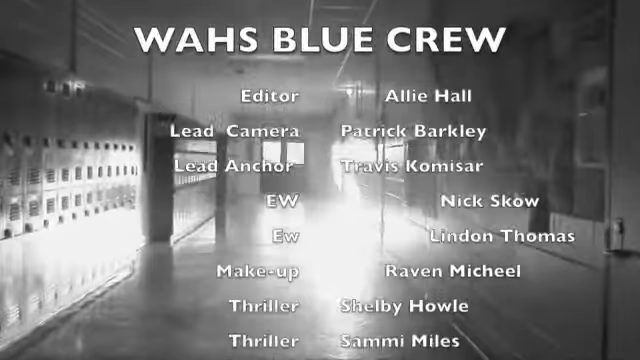 WAHS BLUE CREW
Editor Allie Hall
Lead Camera Patrick Barkley
Lead Anchor Travis Komisar
EW Nick Skow
Ew Lindon Thomas
Make-up Raven Micheel
Thriller Shelby Howle
Thriller Sammi Miles